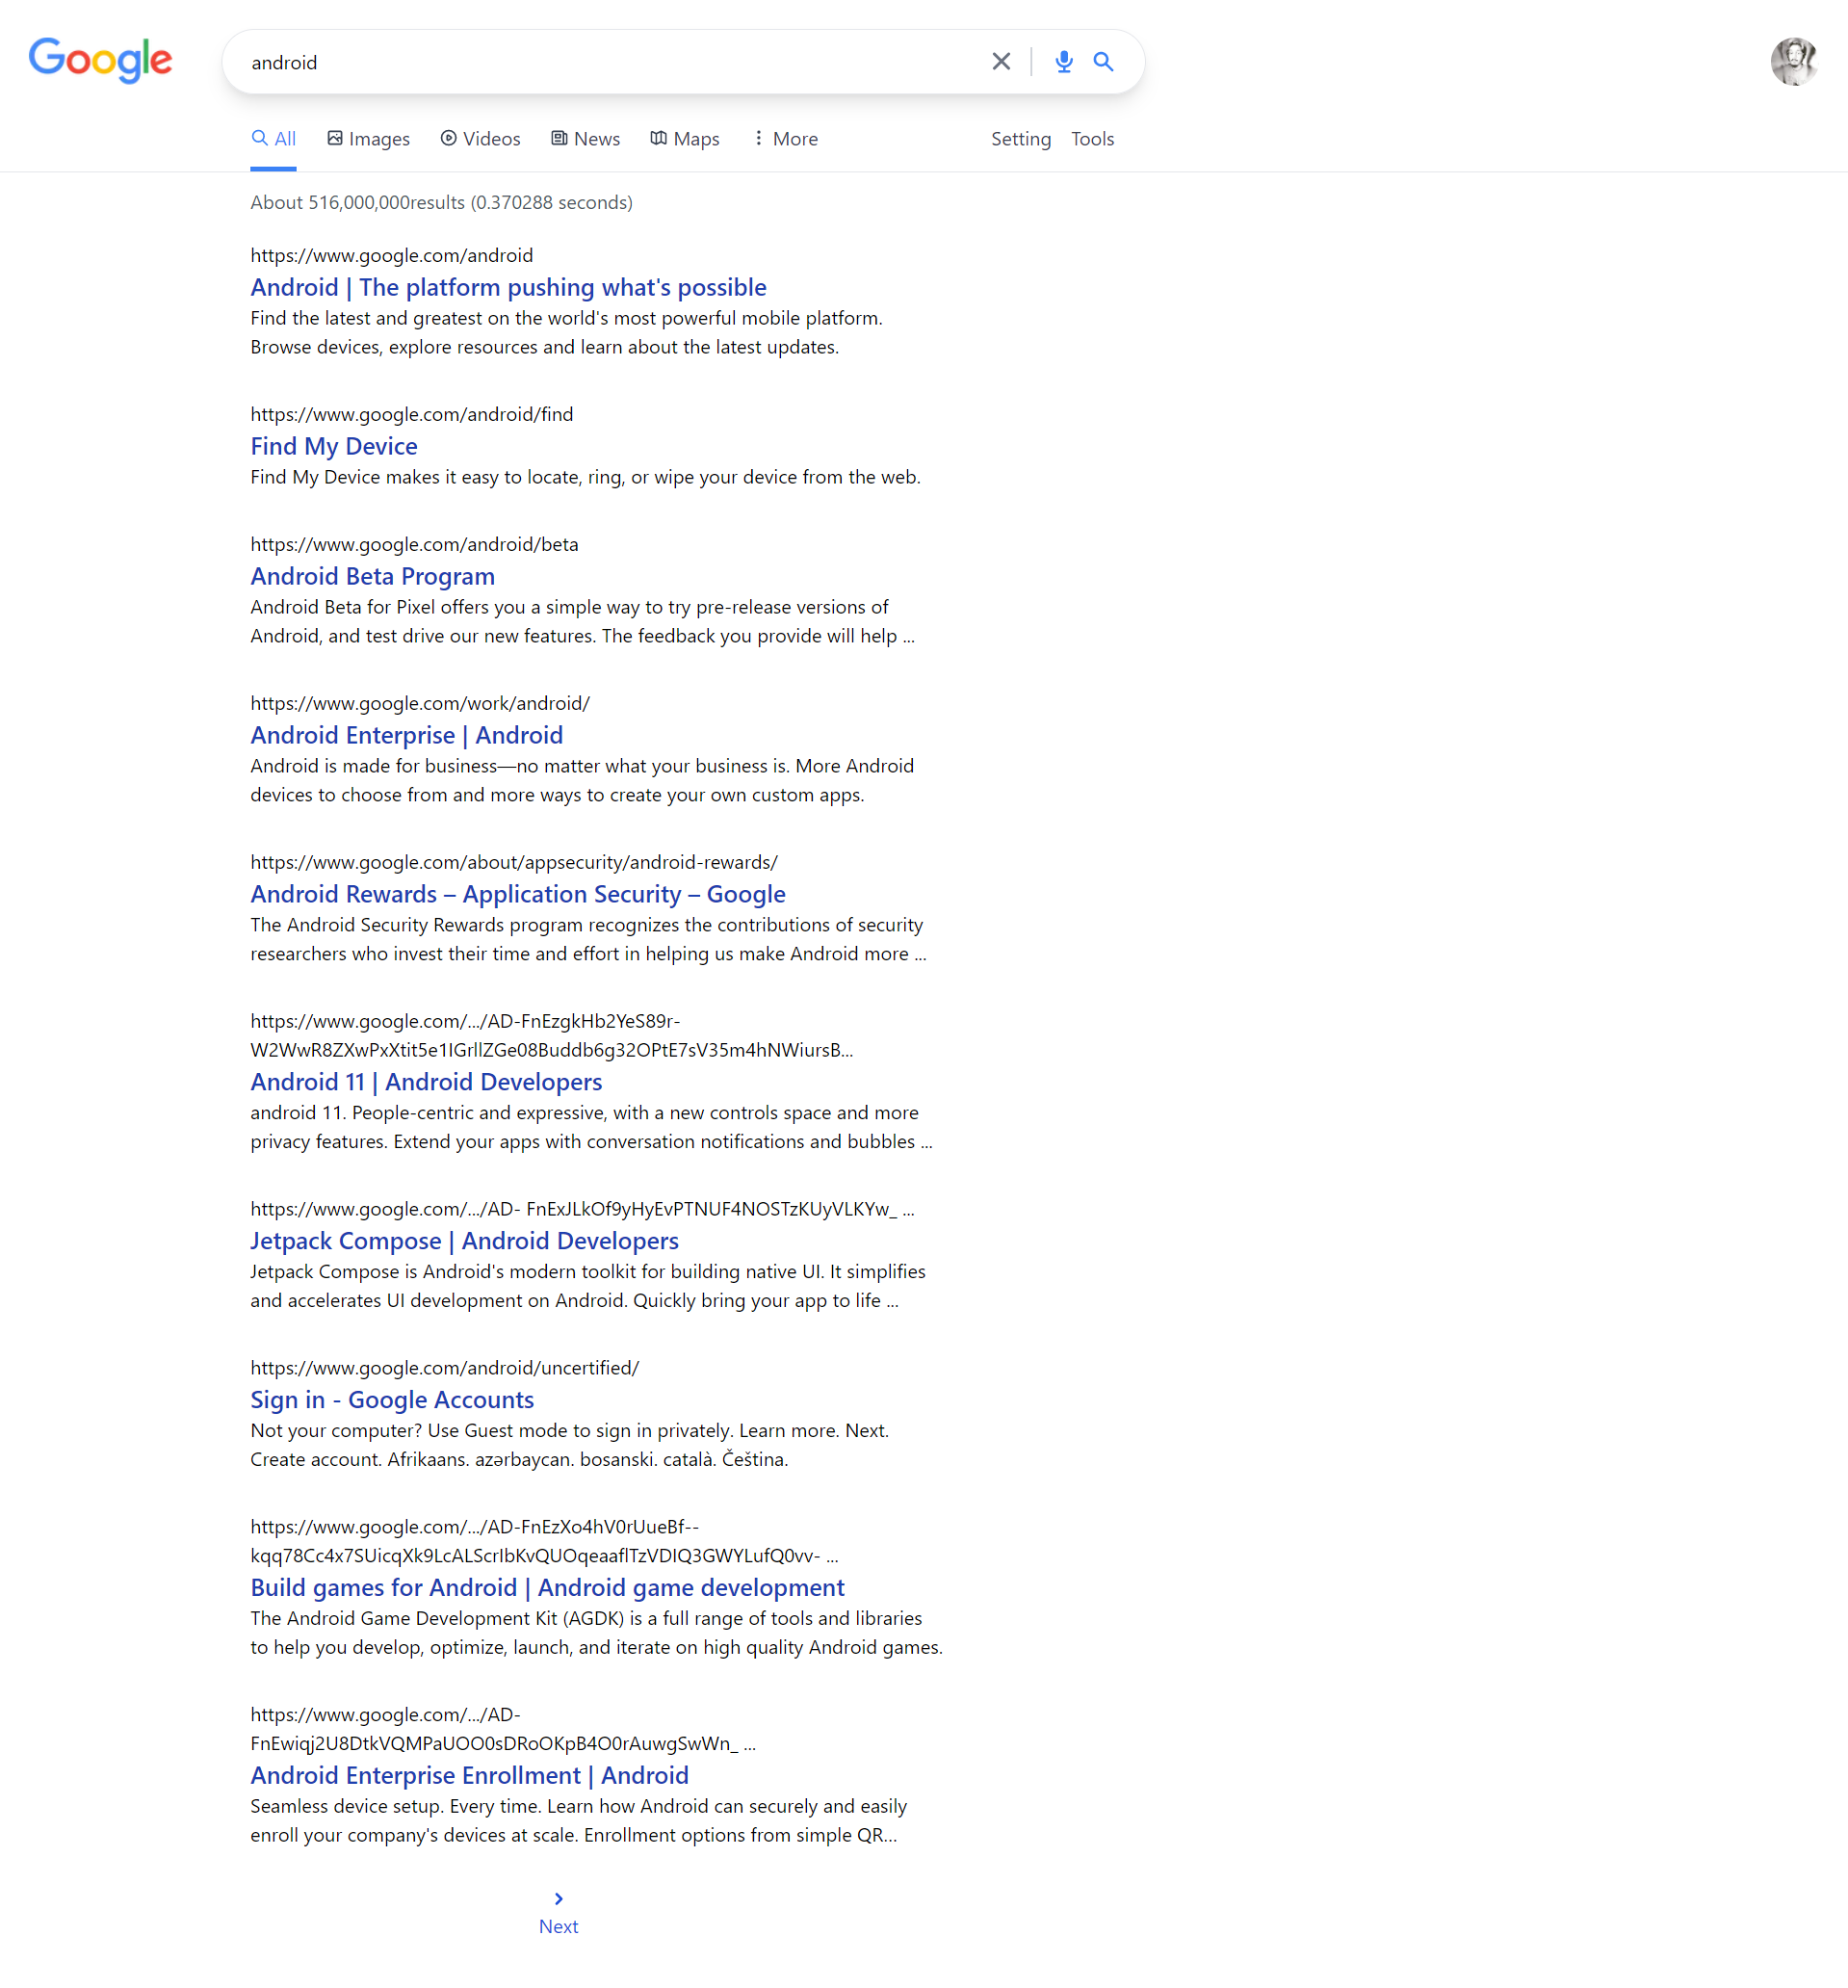 Google
android
All Images Videos News Maps More Setting Tools
About 516,000,000results (0.370288 seconds)
https://www.google.com/android
Android | The platform pushing what's possible
Find the latest and greatest on the world's most powerful mobile platform.
Browse devices, explore resources and learn about the latest updates.
https://www.google.com/android/find
Find My Device
Find My Device makes it easy to locate, ring, or wipe your device from the web.
https://www.google.com/android/beta
Android Beta Program
Android Beta for Pixel offers you a simple way to try pre-release versions of
Android, and test drive our new features. The feedback you provide will help ...
https://www.google.com/work/android/
Android Enterprise | Android
Android is made for business—no matter what your business is. More Android
devices to choose from and more ways to create your own custom apps.
https://www.google.com/about/appsecurity/android-rewards/
Android Rewards – Application Security – Google
The Android Security Rewards program recognizes the contributions of security
researchers who invest their time and effort in helping us make Android more ...
https://www.google.com/.../AD-FnEzgkHb2YeS89r-
W2WwR8ZXwPxXtit5e1IGrllZGe08Buddb6g32OPtE7sV35m4hNWiursB...
Android 11 | Android Developers
android 11. People-centric and expressive, with a new controls space and more
privacy features. Extend your apps with conversation notifications and bubbles ...
https://www.google.com/.../AD- FnExJLkOf9yHyEvPTNUF4NOSTzKUyVLKYw_ ...
Jetpack Compose | Android Developers
Jetpack Compose is Android's modern toolkit for building native UI. It simplifies
and accelerates UI development on Android. Quickly bring your app to life ...
https://www.google.com/android/uncertified/
Sign in - Google Accounts
Not your computer? Use Guest mode to sign in privately. Learn more. Next.
Create account. Afrikaans. azərbaycan. bosanski. català. Čeština.
https://www.google.com/.../AD-FnEzXo4hV0rUueBf--
kqq78Cc4x7SUicqXk9LcALScrIbKvQUOqeaaflTzVDIQ3GWYLufQ0vv- ...
Build games for Android | Android game development
The Android Game Development Kit (AGDK) is a full range of tools and libraries
to help you develop, optimize, launch, and iterate on high quality Android games.
https://www.google.com/.../AD-
FnEwiqj2U8DtkVQMPaUOO0sDRoOKpB4O0rAuwgSwWn_ ...
Android Enterprise Enrollment | Android
Seamless device setup. Every time. Learn how Android can securely and easily
enroll your company's devices at scale. Enrollment options from simple QR...
Next